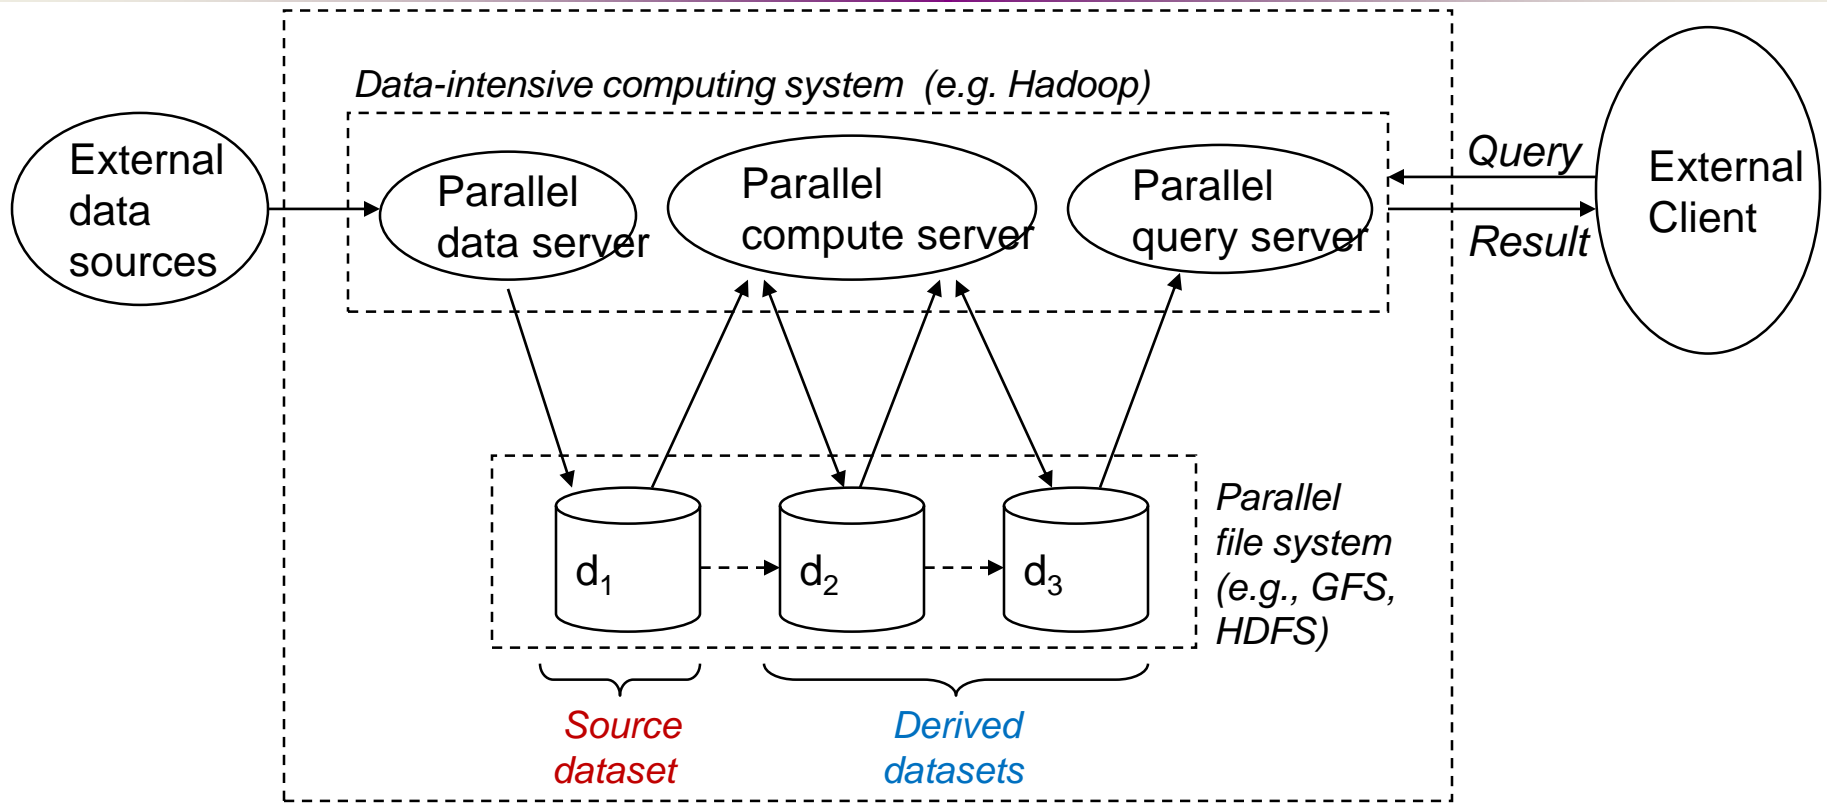 Data-intensive computing system (e.g. Hadoop)
External
data
sources
Parallel
data server
Parallel
compute server
Parallel
query server
Query
Result
External
Client
d1
d2
d3
Parallel
file system
(e.g., GFS,
HDFS)
Source
dataset
Derived
datasets